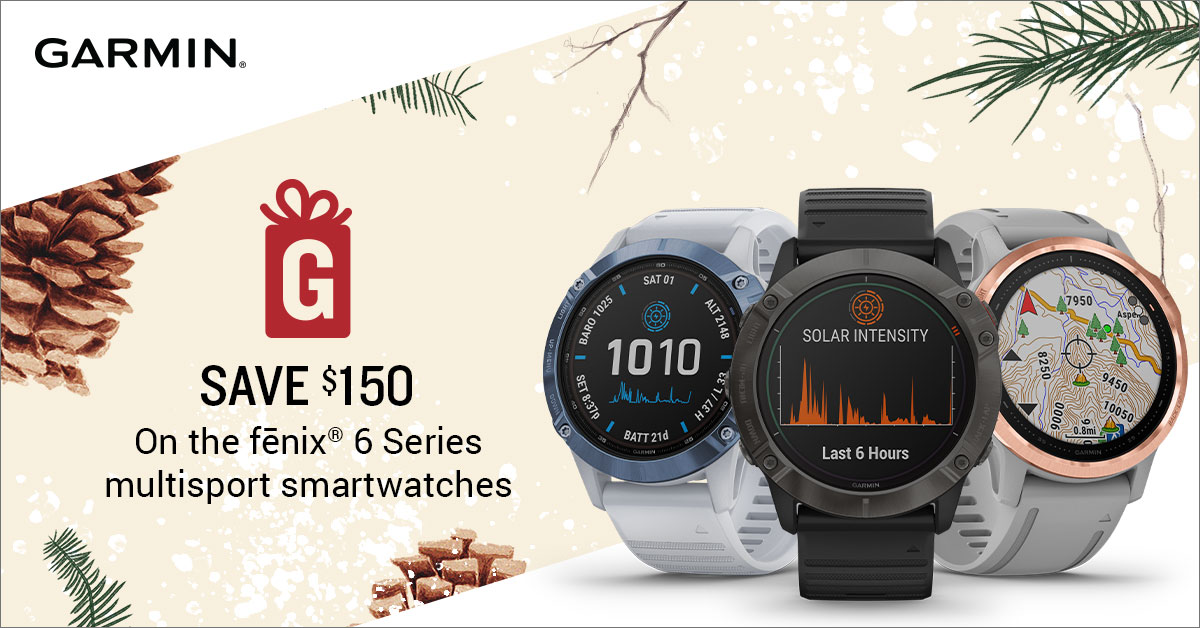 GARMIN®
G
SAVE $150
On the fēnix® 6 Series
multisport smartwatches
SAT 01
BARO 1025
ALT 2148
1010
SET 8:37p
H 37 / L 33
BATT 21d
GARMIN
SOLAR INTENSITY
Last 6 Hours
GARMIN
7950
Aspe
8250
9450
10050
9000
0.8mi
GARMIN